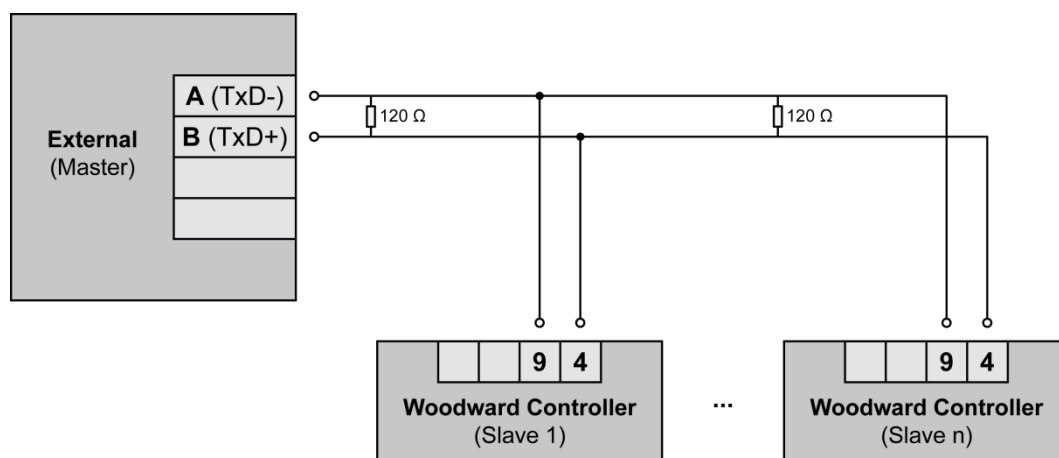 A (TxD-)
B (TxD+)
External
(Master)
120 Ω
120 Ω
9 4
Woodward Controller
(Slave 1)
...
9 4
Woodward Controller
(Slave n)